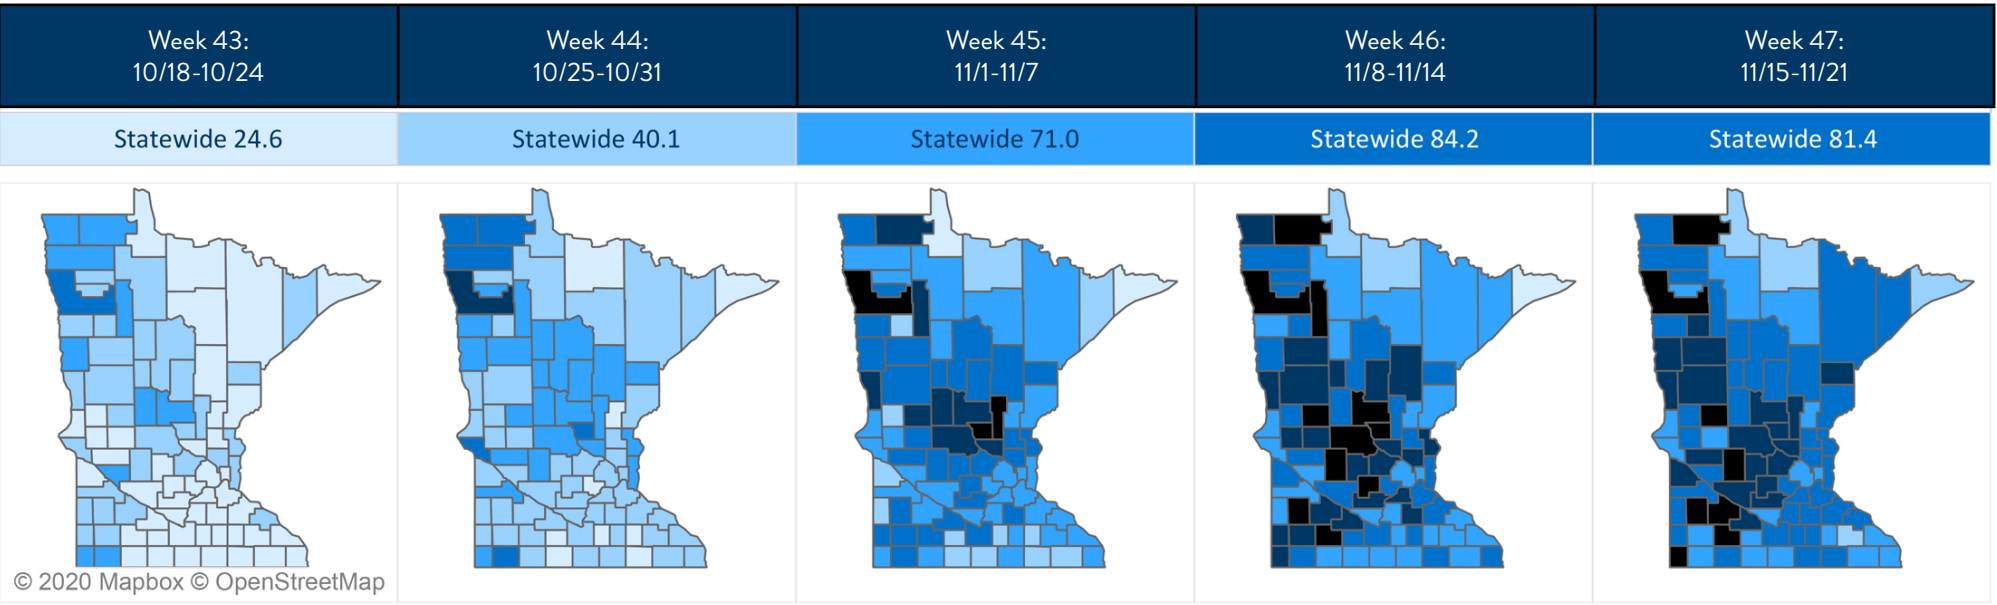 Week 43:
10/18-10/24
Week 44:
10/25-10/31
Week 45:
11/1-11/7
Week 46:
11/8-11/14
Week 47:
11/15-11/21
Statewide 24.6
Statewide 40.1
Statewide 71.0
Statewide 84.2
Statewide 81.4
© 2020 Mapbox © OpenStreetMap